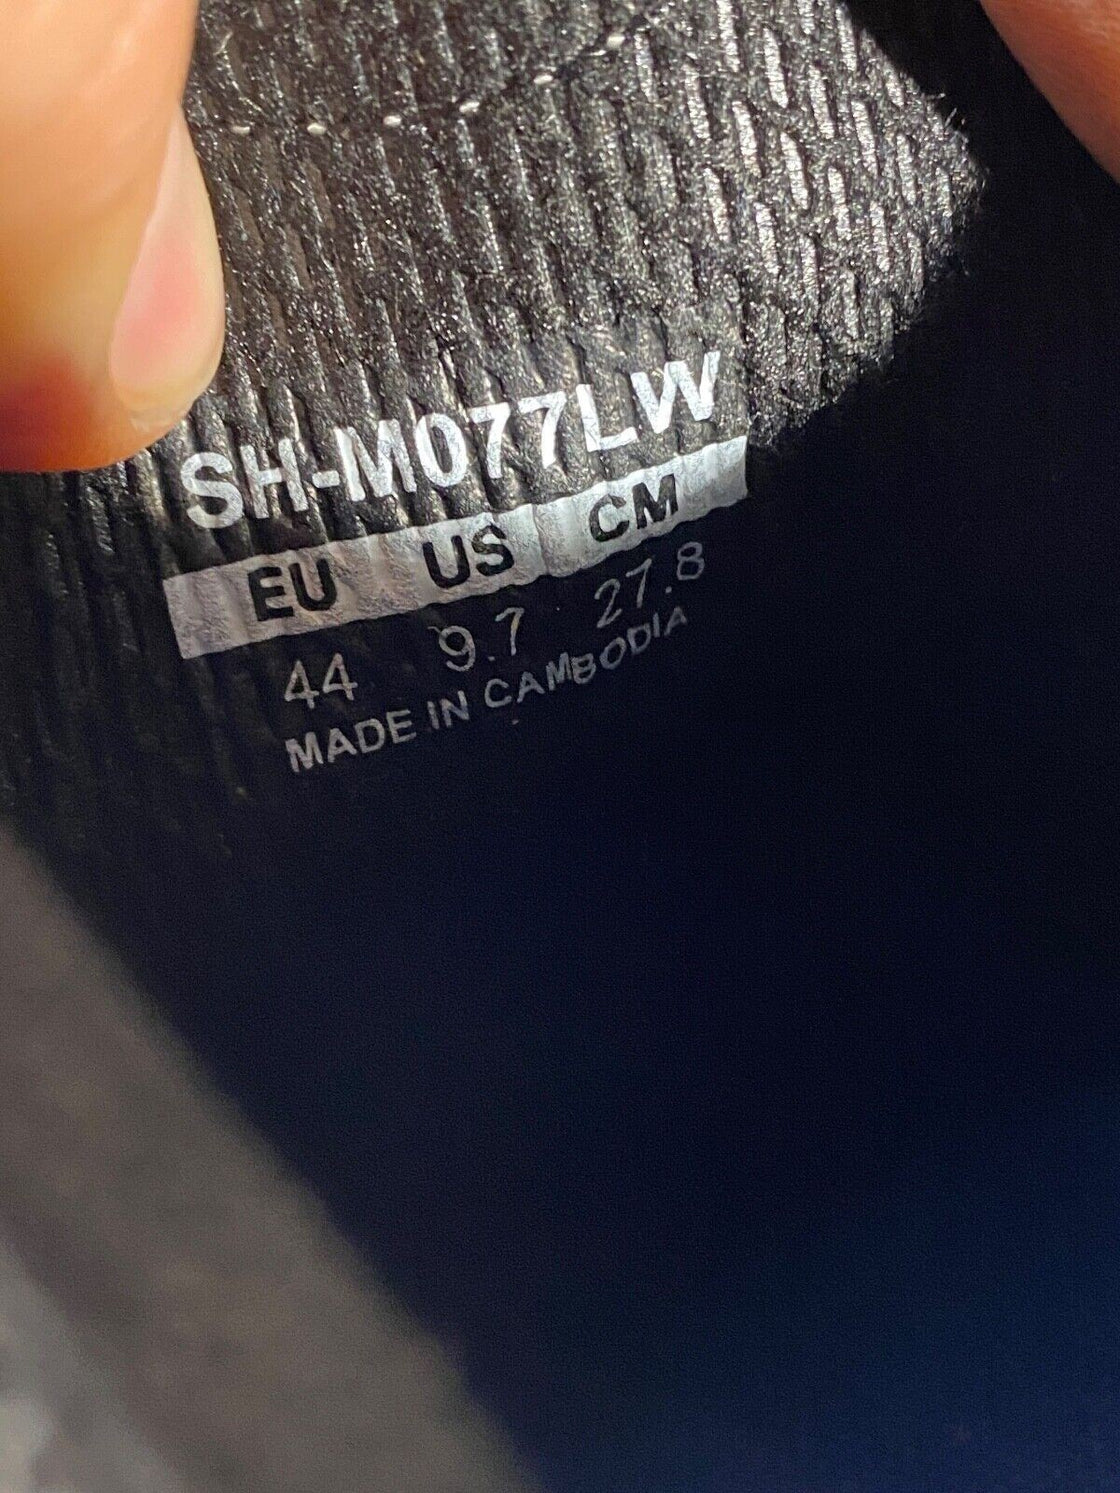 SH-M077LW
EU US CM
44 9.7 27.8
MADE IN CAMBODIA